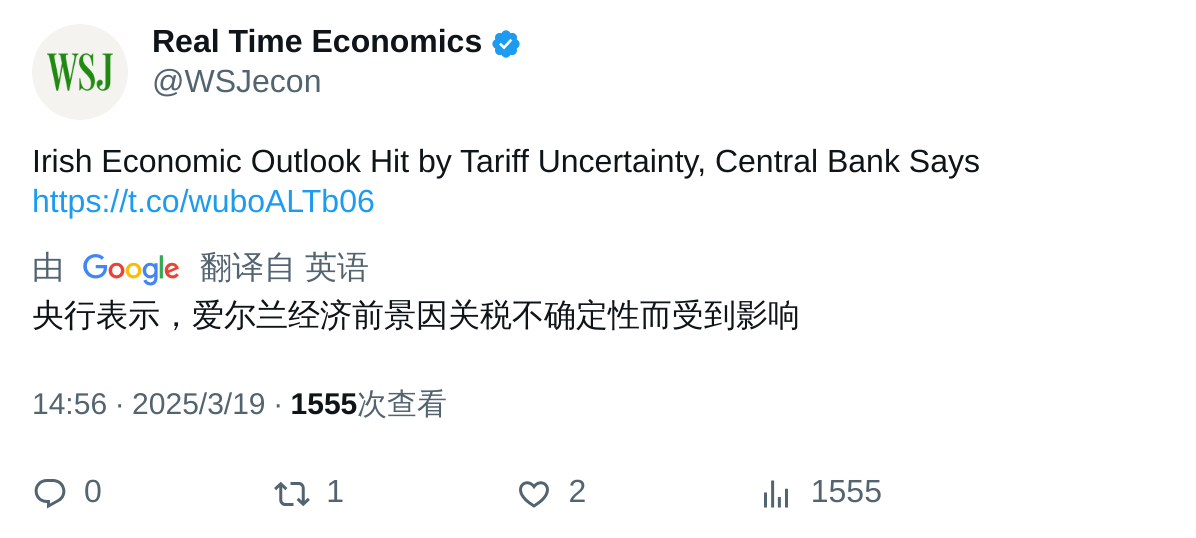 WSJ
Real Time Economics
@WSJecon
Irish Economic Outlook Hit by Tariff Uncertainty, Central Bank Says
https://t.co/wuboALTb06
由 Google 翻译自 英语
央行表示，爱尔兰经济前景因关税不确定性而受到影响
14:56 · 2025/3/19 · 1555次查看
0 1 2 1555